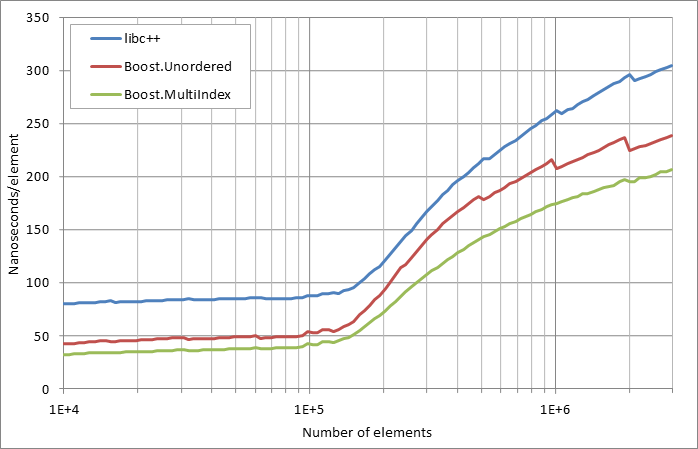 350
300
250
200
150
100
50
0
Nanoseconds/element
libc++
Boost.Unordered
Boost.MultiIndex
1E+4
1E+5
1E+6
Number of elements